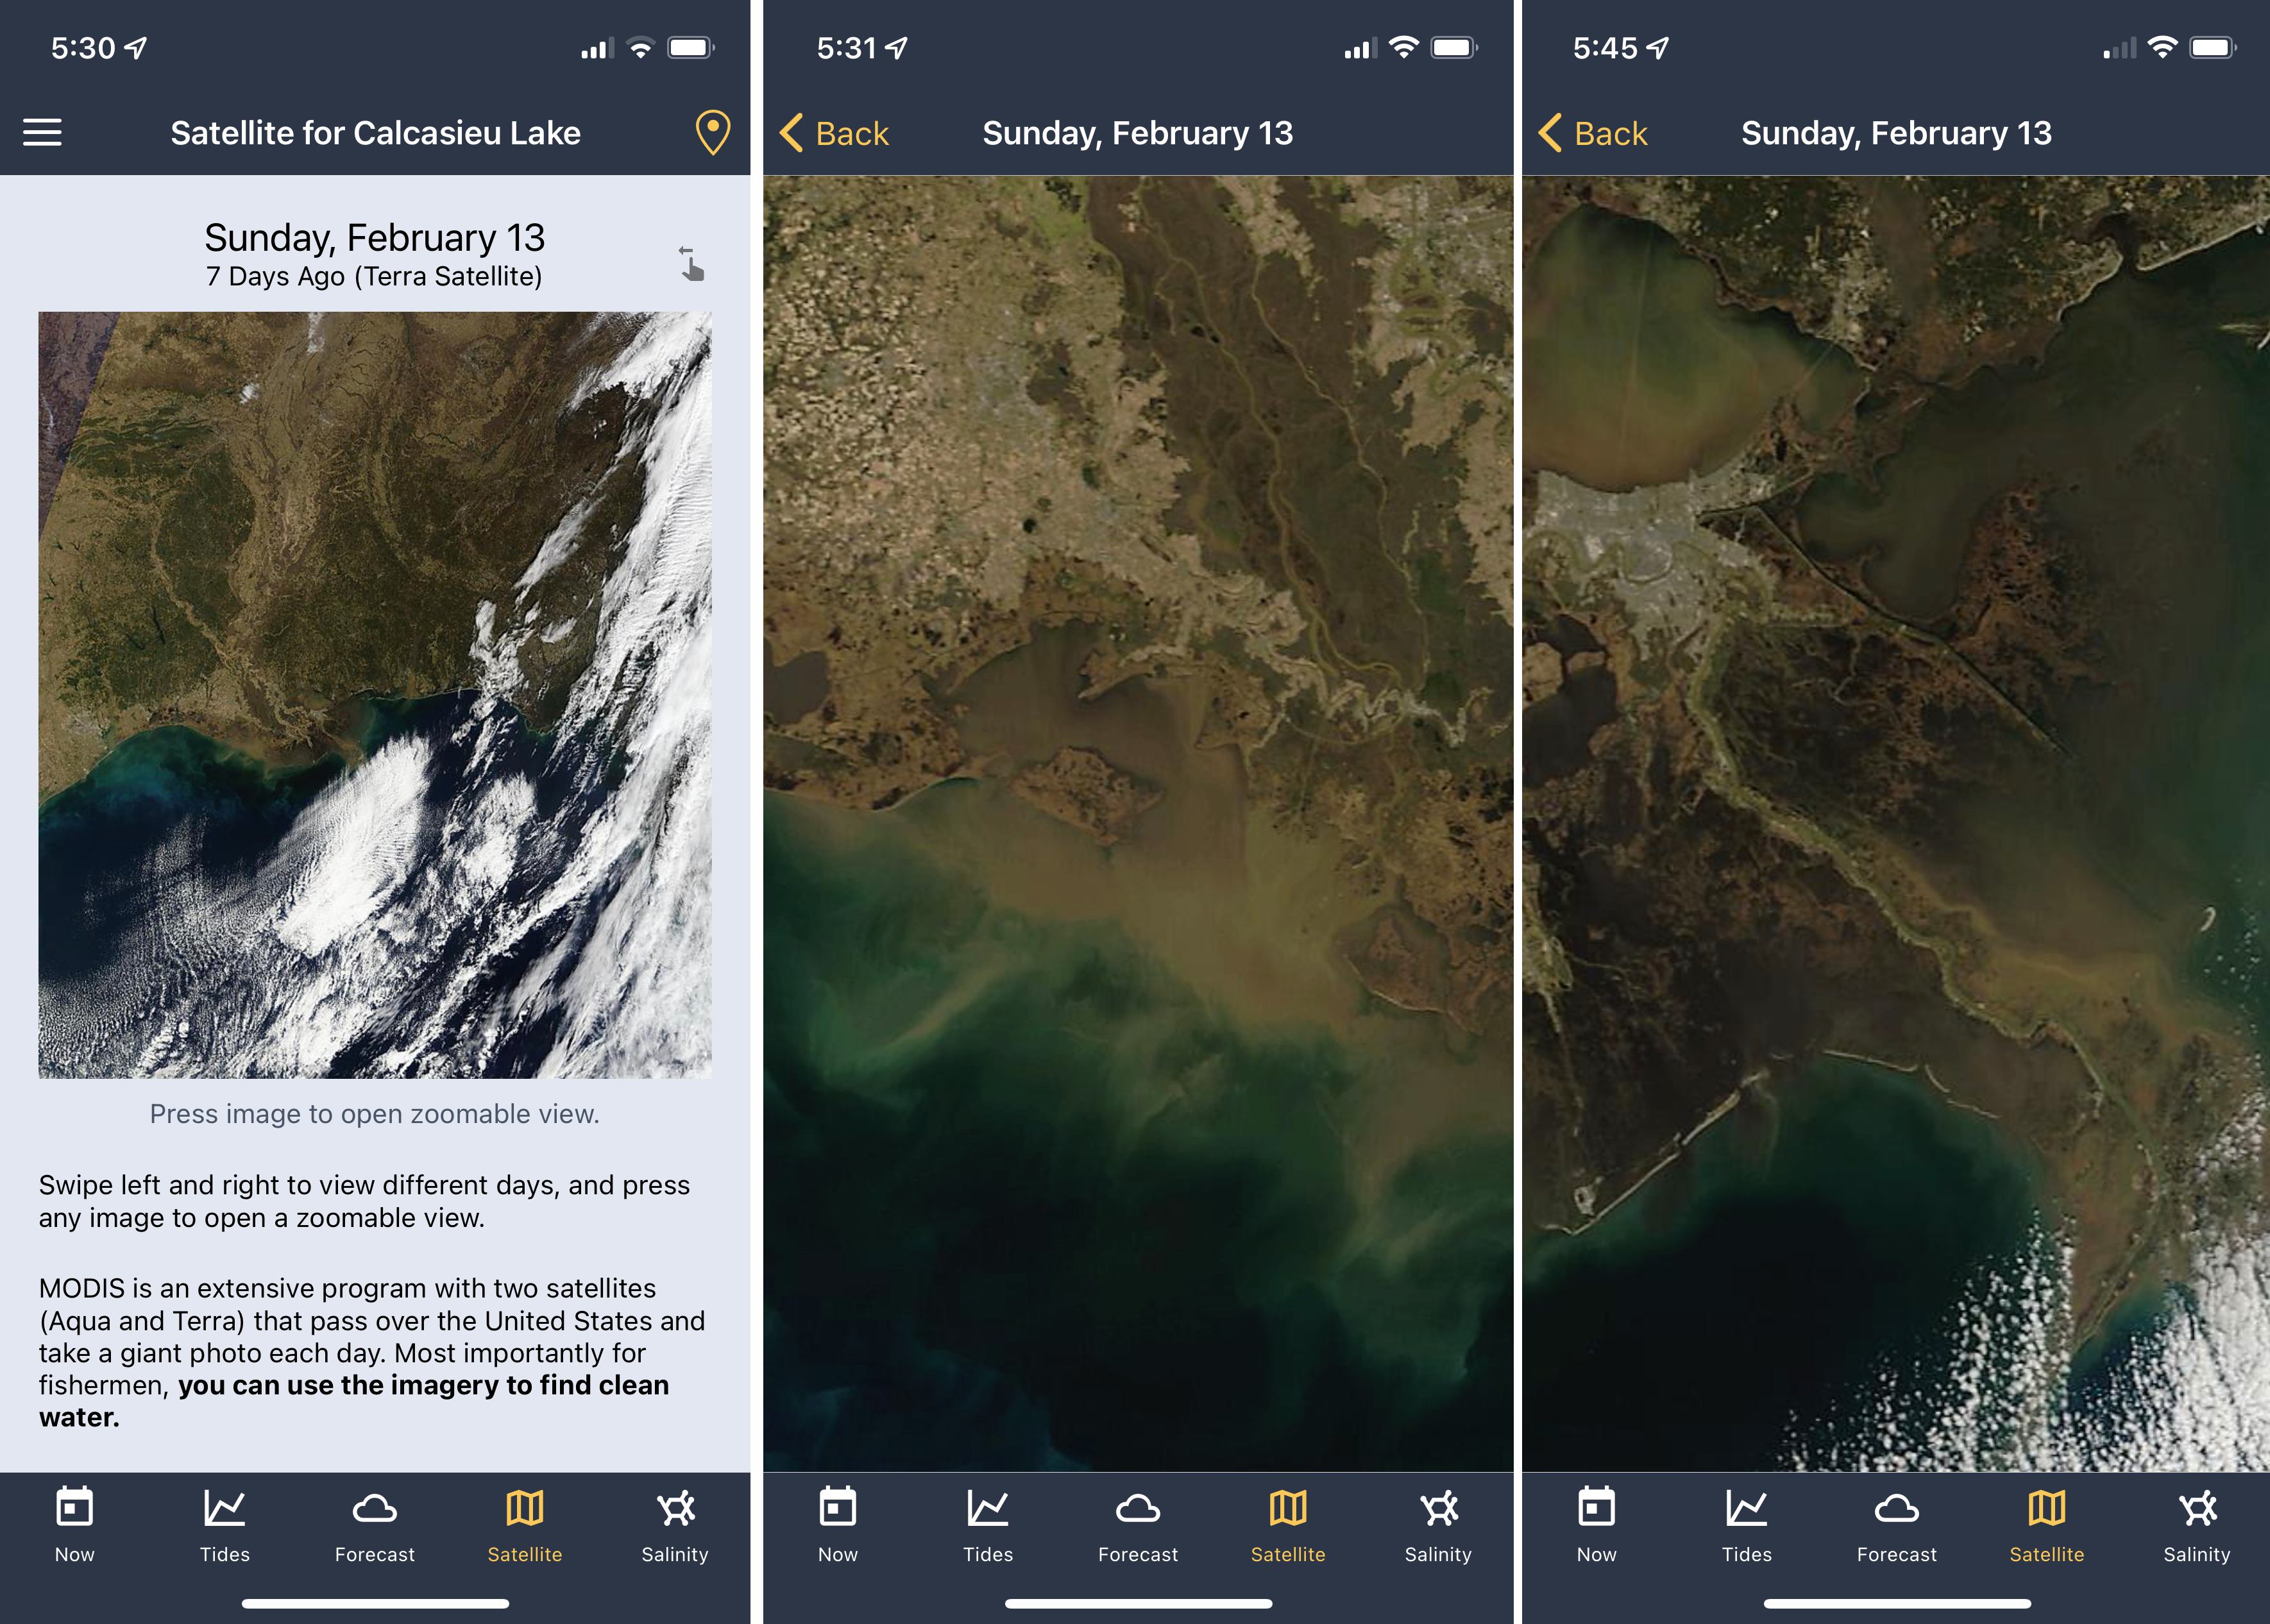 5:30
Satellite for Calcasieu Lake
Sunday, February 13
7 Days Ago (Terra Satellite)
Press image to open zoomable view.
Swipe left and right to view different days, and press
any image to open a zoomable view.
MODIS is an extensive program with two satellites
(Aqua and Terra) that pass over the United States and
take a giant photo each day. Most importantly for
fishermen, you can use the imagery to find clean
water.
Now
Tides
Forecast
Satellite
Salinity
5:31
Back
Sunday, February 13
Now
Tides
Forecast
Satellite
Salinity
5:45
Back
Sunday, February 13
Now
Tides
Forecast
Satellite
Salinity